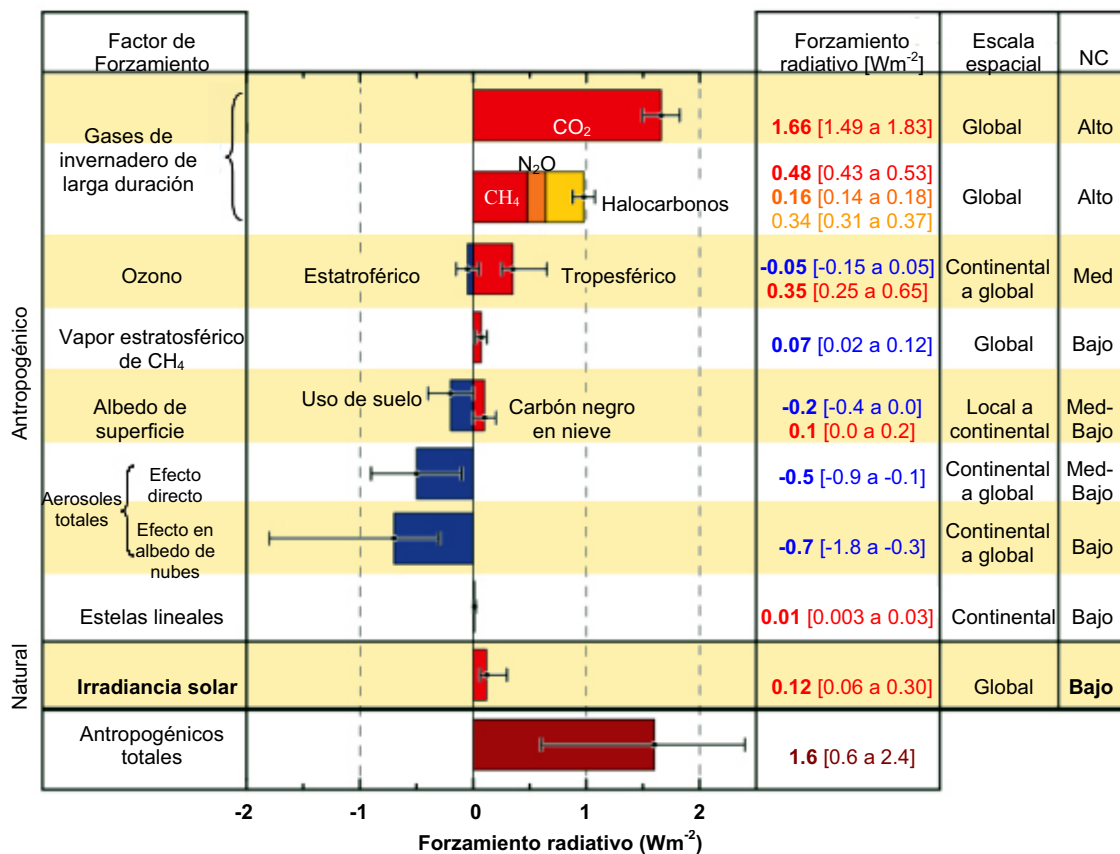 Factor de
Forzamiento
Forzamiento
radiativo [Wm⁻²]
Escala
espacial
NC
Antropogénico
Gases de
invernadero de
larga duración
CO₂
1.66 [1.49 a 1.83]
Global
Alto
N₂O
CH₄
Halocarbonos
0.48 [0.43 a 0.53]
0.16 [0.14 a 0.18]
0.34 [0.31 a 0.37]
Global
Alto
Ozono
Estatroférico
Tropesférico
-0.05 [-0.15 a 0.05]
0.35 [0.25 a 0.65]
Continental
a global
Med
Vapor estratosférico
de CH₄
0.07 [0.02 a 0.12]
Global
Bajo
Albedo de
superficie
Uso de suelo
Carbón negro
en nieve
-0.2 [-0.4 a 0.0]
0.1 [0.0 a 0.2]
Local a
continental
Med-
Bajo
Aerosoles
totales
Efecto
directo
-0.5 [-0.9 a -0.1]
Continental
a global
Med-
Bajo
Efecto en
albedo de
nubes
-0.7 [-1.8 a -0.3]
Continental
a global
Bajo
Estelas lineales
0.01 [0.003 a 0.03]
Continental
Bajo
Natural
Irradiancia solar
0.12 [0.06 a 0.30]
Global
Bajo
Antropogénicos
totales
1.6 [0.6 a 2.4]
-2 -1 0 1 2
Forzamiento radiativo (Wm⁻²)